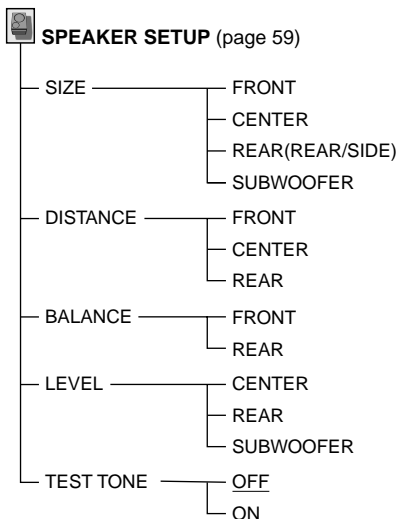 SPEAKER SETUP (page 59)
SIZE FRONT
CENTER
REAR(REAR/SIDE)
SUBWOOFER
DISTANCE FRONT
CENTER
REAR
BALANCE FRONT
REAR
LEVEL CENTER
REAR
SUBWOOFER
TEST TONE OFF
ON